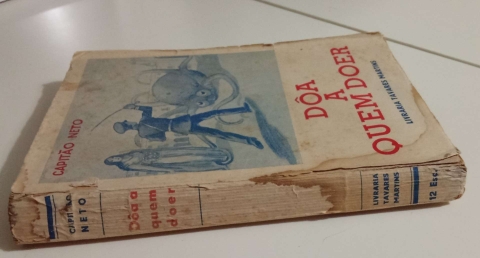 CAPITÃO NETO
DÔA
A
QUEM DOER
LIVRARIA TAVARES MARTINS
CAPITÃO
NETO
Dôa a
quem
doer
LIVRARIA
TAVARES
MARTINS
12 Esc.